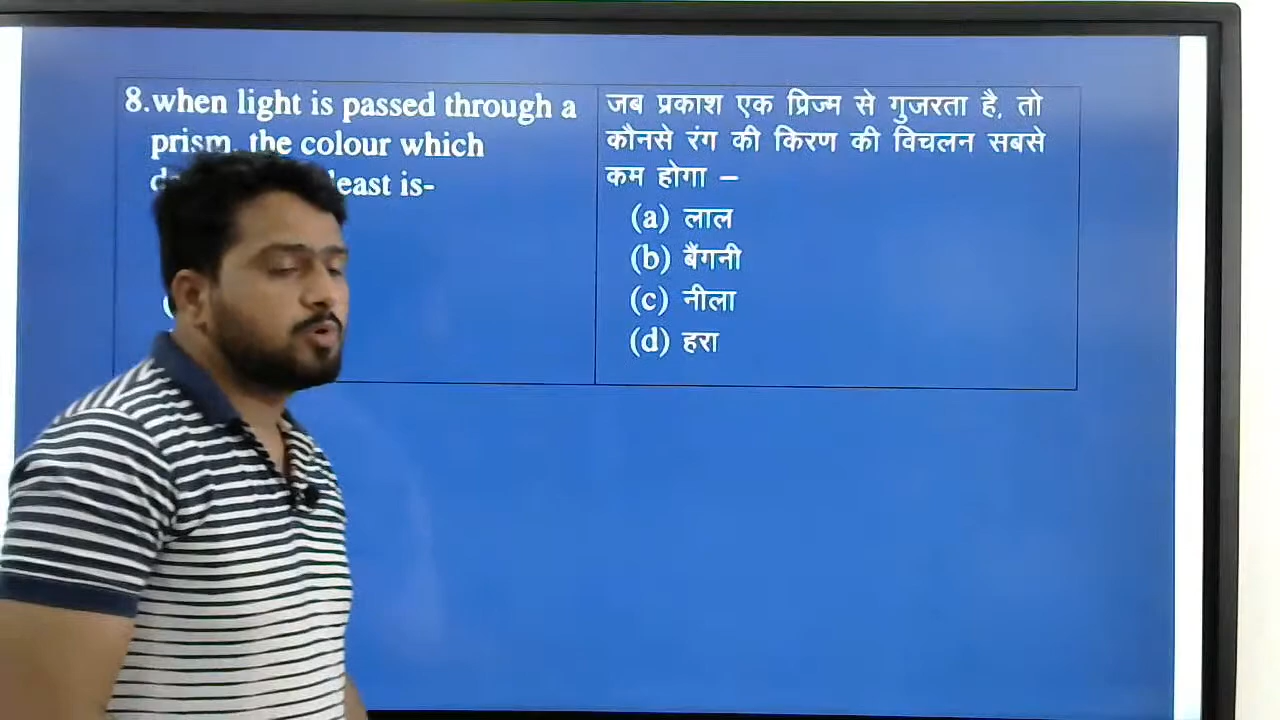 8.when light is passed through a
prism, the colour which
least is-
जब प्रकाश एक प्रिज्म से गुजरता है, तो
कौनसे रंग की किरण की विचलन सबसे
कम होगा –
(a) लाल
(b) बैंगनी
(c) नीला
(d) हरा